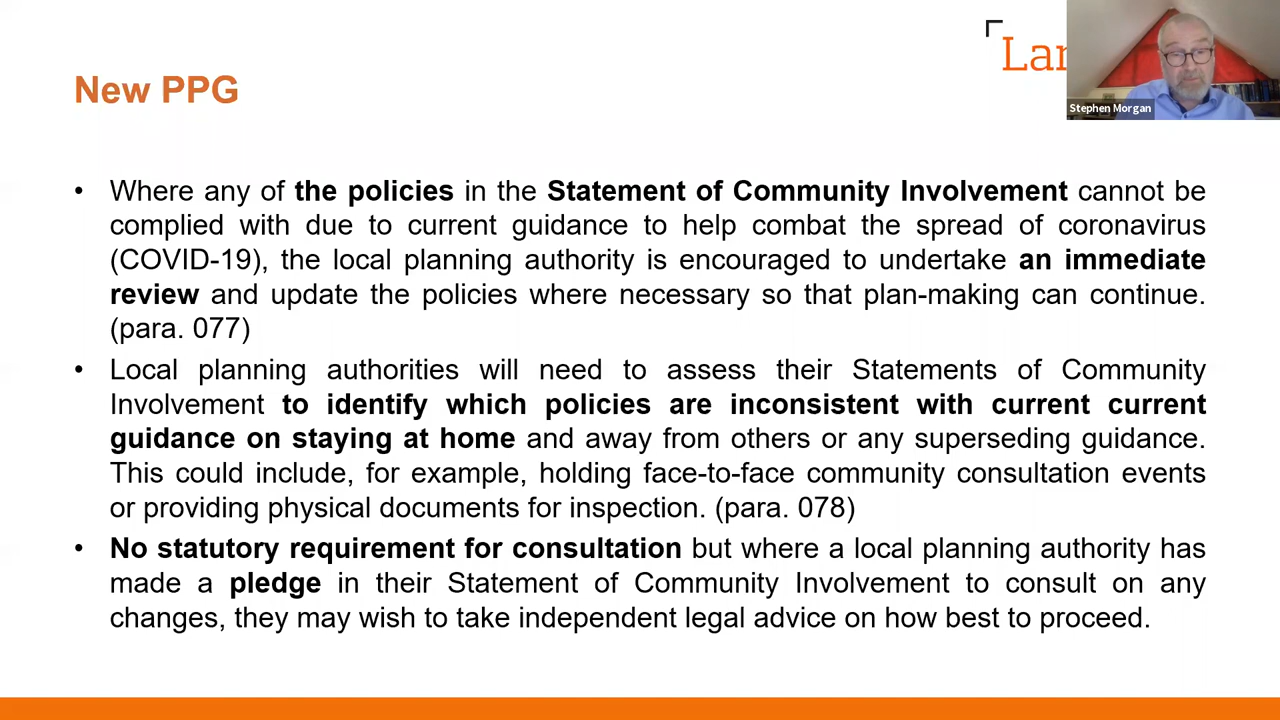 Lan
Stephen Morgan
New PPG
• Where any of the policies in the Statement of Community Involvement cannot be
complied with due to current guidance to help combat the spread of coronavirus
(COVID-19), the local planning authority is encouraged to undertake an immediate
review and update the policies where necessary so that plan-making can continue.
(para. 077)
• Local planning authorities will need to assess their Statements of Community
Involvement to identify which policies are inconsistent with current current
guidance on staying at home and away from others or any superseding guidance.
This could include, for example, holding face-to-face community consultation events
or providing physical documents for inspection. (para. 078)
• No statutory requirement for consultation but where a local planning authority has
made a pledge in their Statement of Community Involvement to consult on any
changes, they may wish to take independent legal advice on how best to proceed.